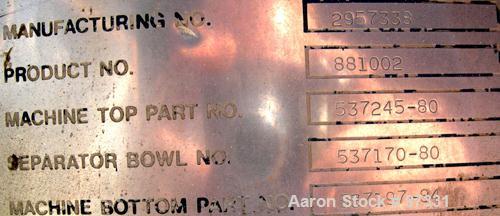 MANUFACTURING NO. 2957338
PRODUCT NO. 881002
MACHINE TOP PART NO. 537245-80
SEPARATOR BOWL NO. 537170-80
MACHINE BOTTOM PART NO.
Aaron Stock #